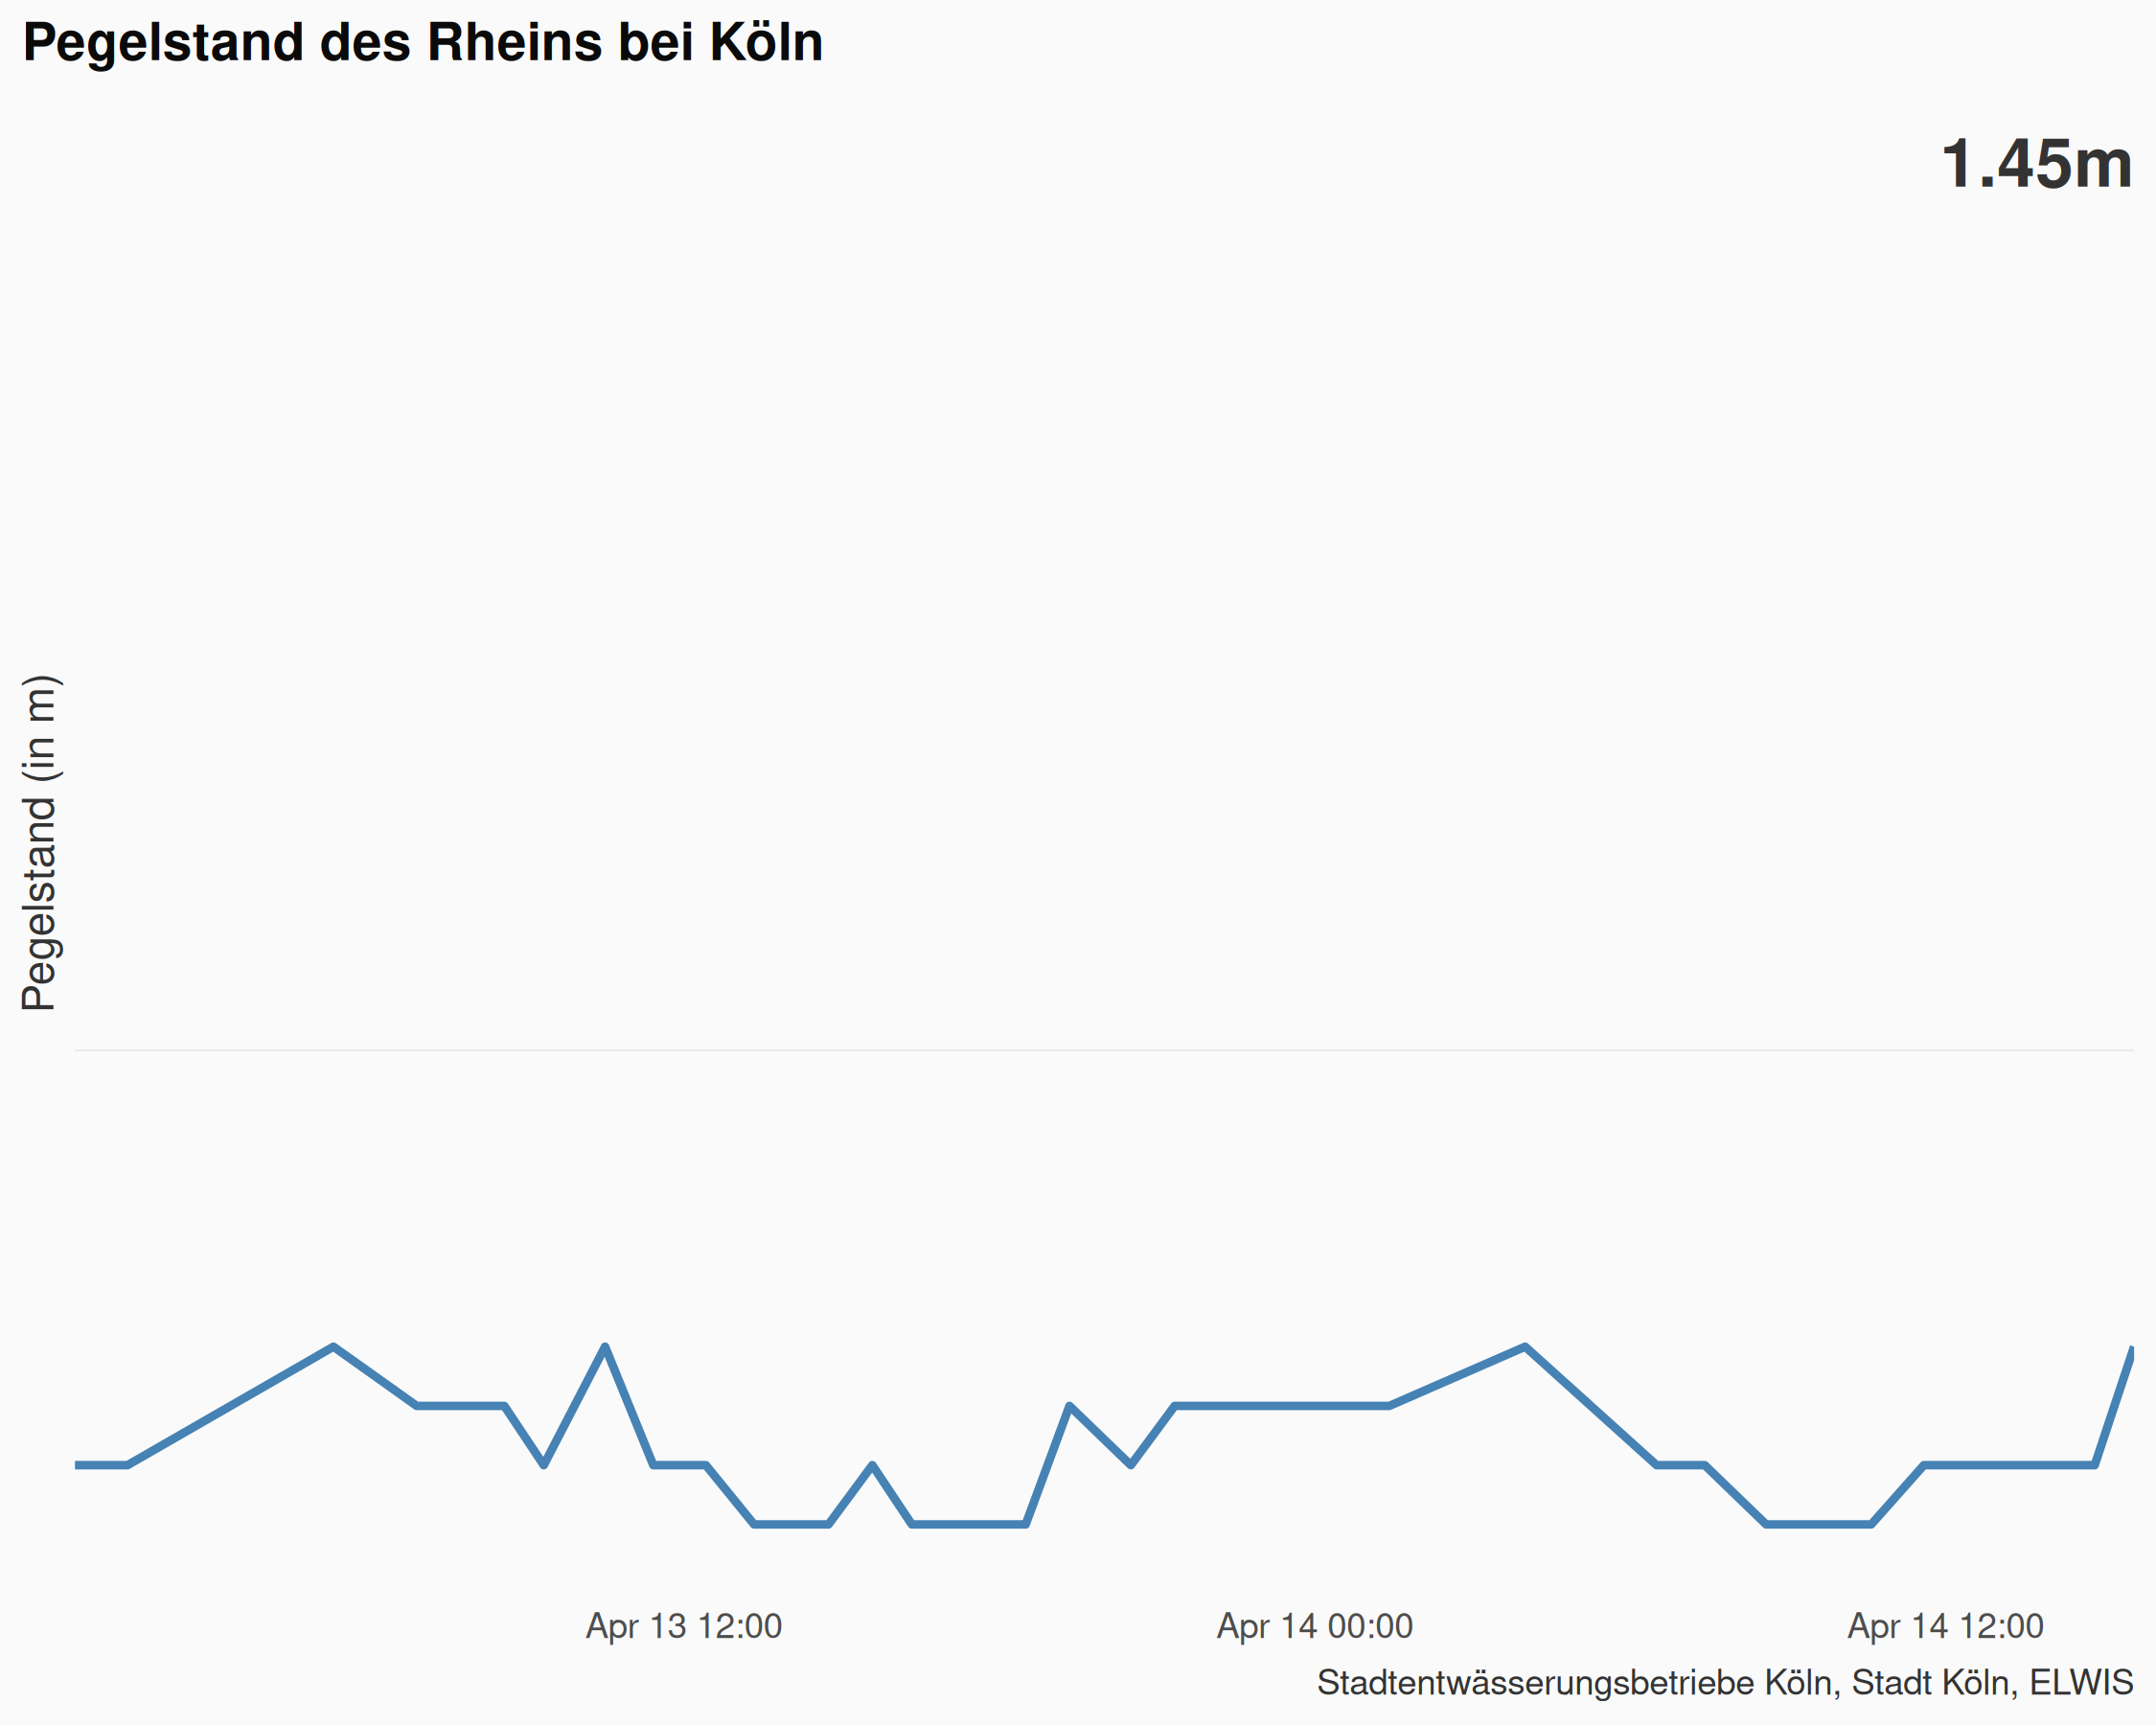 Pegelstand des Rheins bei Köln
1.45m
Pegelstand (in m)
Apr 13 12:00
Apr 14 00:00
Apr 14 12:00
Stadtentwässerungsbetriebe Köln, Stadt Köln, ELWIS